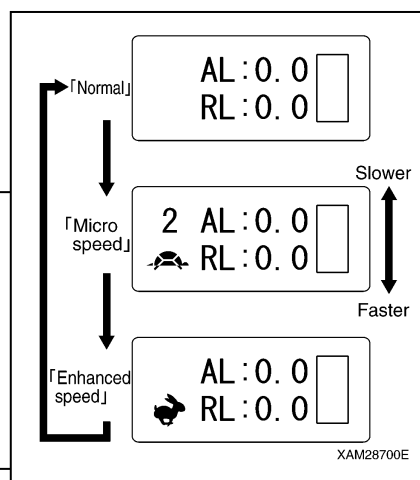 「Normal」
AL:0.0
RL:0.0
Slower
「Micro
speed」
2 AL:0.0
RL:0.0
Faster
「Enhanced
speed」
AL:0.0
RL:0.0
XAM28700E